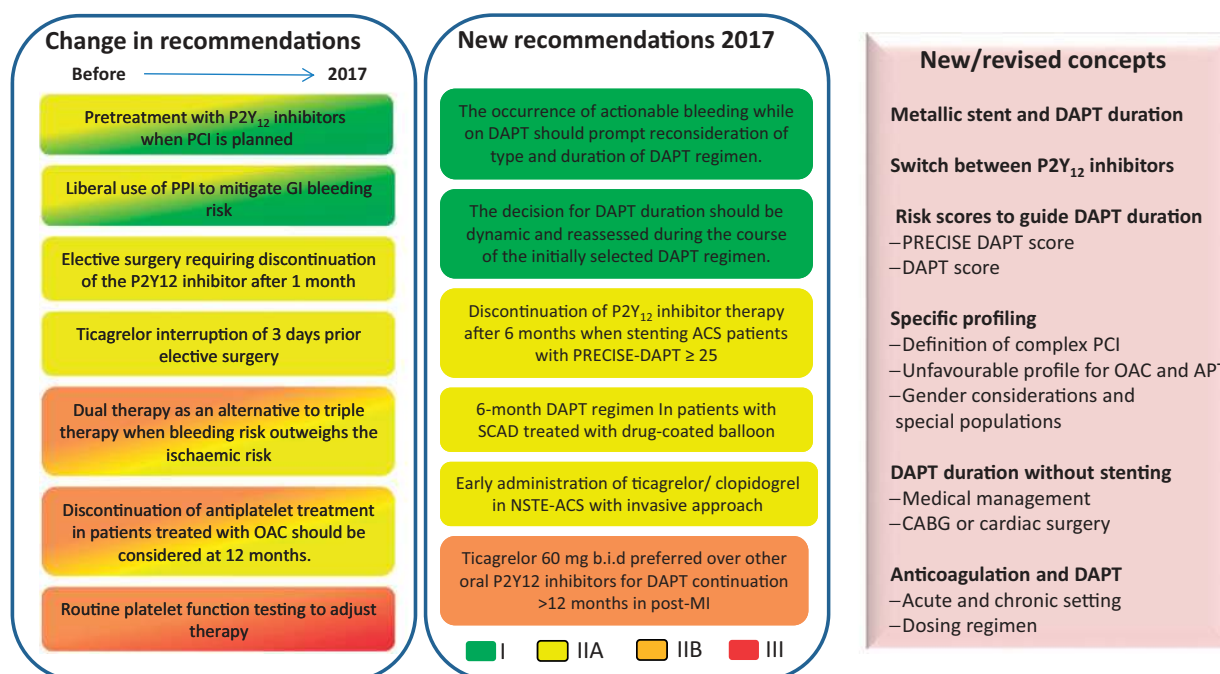 Change in recommendations
Before 2017
Pretreatment with P2Y₁₂ inhibitors
when PCI is planned
Liberal use of PPI to mitigate GI bleeding
risk
Elective surgery requiring discontinuation
of the P2Y12 inhibitor after 1 month
Ticagrelor interruption of 3 days prior
elective surgery
Dual therapy as an alternative to triple
therapy when bleeding risk outweighs the
ischaemic risk
Discontinuation of antiplatelet treatment
in patients treated with OAC should be
considered at 12 months.
Routine platelet function testing to adjust
therapy
New recommendations 2017
The occurrence of actionable bleeding while
on DAPT should prompt reconsideration of
type and duration of DAPT regimen.
The decision for DAPT duration should be
dynamic and reassessed during the course
of the initially selected DAPT regimen.
Discontinuation of P2Y₁₂ inhibitor therapy
after 6 months when stenting ACS patients
with PRECISE-DAPT ≥ 25
6-month DAPT regimen In patients with
SCAD treated with drug-coated balloon
Early administration of ticagrelor/ clopidogrel
in NSTE-ACS with invasive approach
Ticagrelor 60 mg b.i.d preferred over other
oral P2Y12 inhibitors for DAPT continuation
>12 months in post-MI
I IIA IIB III
New/revised concepts
Metallic stent and DAPT duration
Switch between P2Y₁₂ inhibitors
Risk scores to guide DAPT duration
–PRECISE DAPT score
–DAPT score
Specific profiling
–Definition of complex PCI
–Unfavourable profile for OAC and APT
–Gender considerations and
special populations
DAPT duration without stenting
–Medical management
–CABG or cardiac surgery
Anticoagulation and DAPT
–Acute and chronic setting
–Dosing regimen